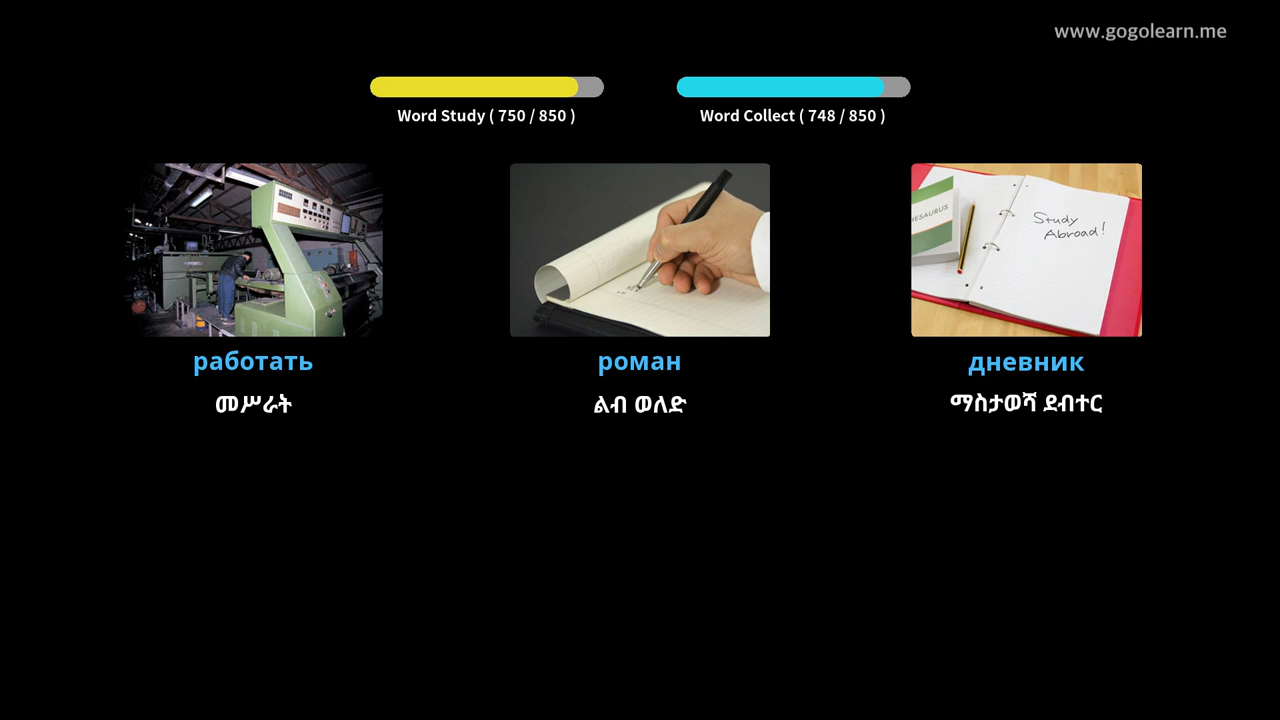 www.gogolearn.me
Word Study ( 750 / 850 )
Word Collect ( 748 / 850 )
HESAURUS
Study
Abroad!
работать
роман
дневник
መሥራት
ልብ ወለድ
ማስታወሻ ደብተር